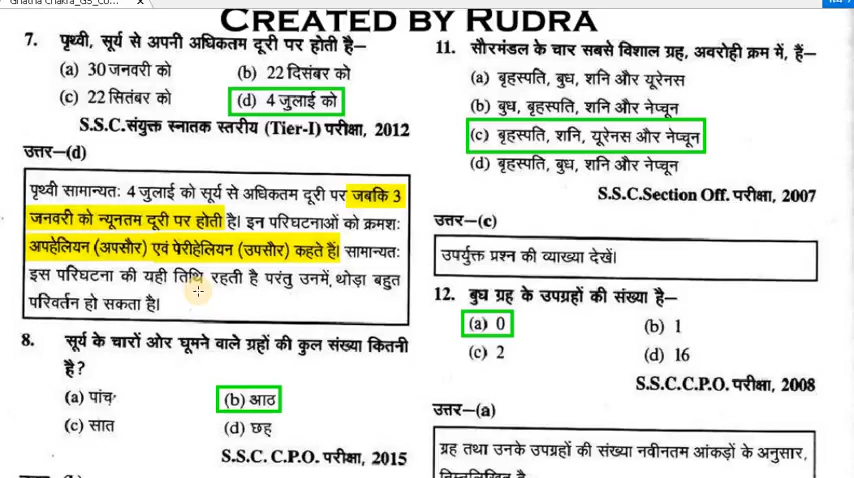 Ghatna Chakra_GS_Co...
CREATED BY RUDRA
7. पृथ्वी, सूर्य से अपनी अधिकतम दूरी पर होती है–
(a) 30 जनवरी को (b) 22 दिसंबर को
(c) 22 सितंबर को (d) 4 जुलाई को
S.S.C.संयुक्त स्नातक स्तरीय (Tier-I) परीक्षा, 2012
उत्तर–(d)
पृथ्वी सामान्यतः 4 जुलाई को सूर्य से अधिकतम दूरी पर जबकि 3
जनवरी को न्यूनतम दूरी पर होती है। इन परिघटनाओं को क्रमशः
अपहेलियन (अपसौर) एवं पेरीहेलियन (उपसौर) कहते हैं। सामान्यतः
इस परिघटना की यही तिथि रहती है परंतु उनमें थोड़ा बहुत
परिवर्तन हो सकता है।
8. सूर्य के चारों ओर घूमने वाले ग्रहों की कुल संख्या कितनी
है?
(a) पांच (b) आठ
(c) सात (d) छह
S.S.C. C.P.O. परीक्षा, 2015
11. सौरमंडल के चार सबसे विशाल ग्रह, अवरोही क्रम में, हैं–
(a) बृहस्पति, बुध, शनि और यूरेनस
(b) बुध, बृहस्पति, शनि और नेप्चून
(c) बृहस्पति, शनि, यूरेनस और नेप्चून
(d) बृहस्पति, बुध, शनि और नेप्चून
S.S.C.Section Off. परीक्षा, 2007
उत्तर–(c)
उपर्युक्त प्रश्न की व्याख्या देखें।
12. बुध ग्रह के उपग्रहों की संख्या है–
(a) 0 (b) 1
(c) 2 (d) 16
S.S.C.C.P.O. परीक्षा, 2008
उत्तर–(a)
ग्रह तथा उनके उपग्रहों की संख्या नवीनतम आंकड़ों के अनुसार,